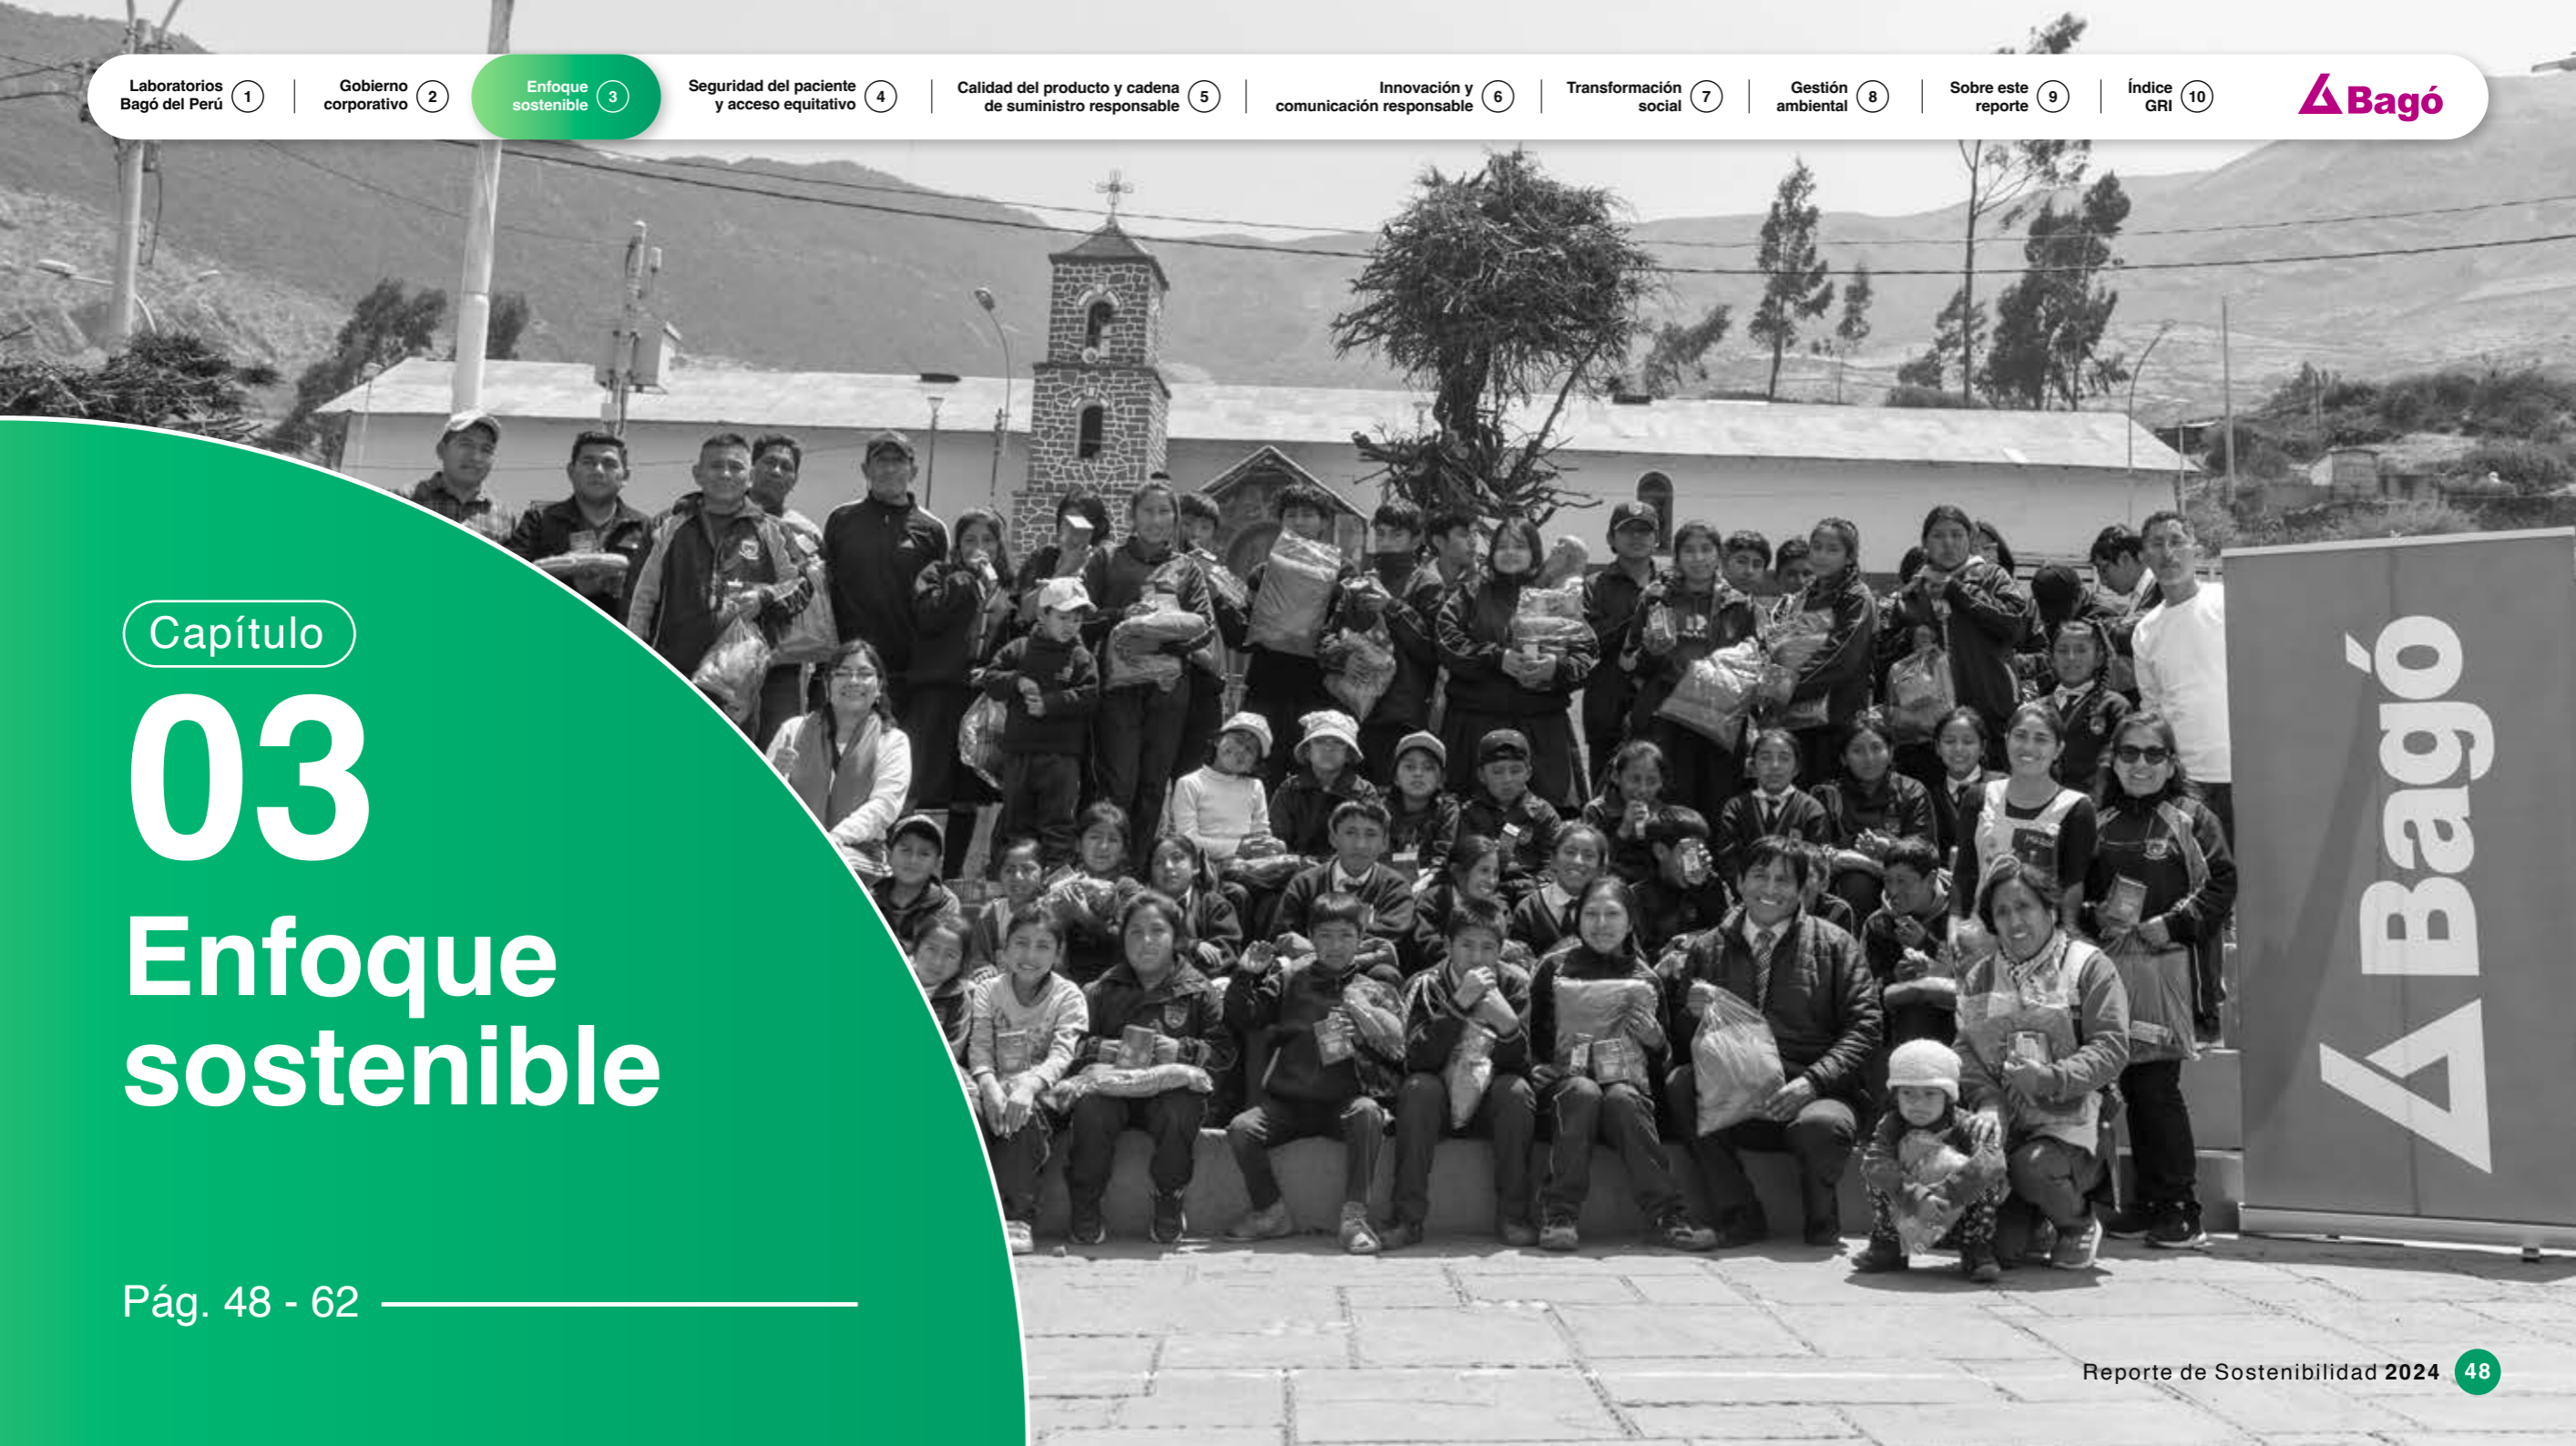 Laboratorios
Bagó del Perú 1
Gobierno
corporativo 2
Enfoque
sostenible 3
Seguridad del paciente
y acceso equitativo 4
Calidad del producto y cadena
de suministro responsable 5
Innovación y
comunicación responsable 6
Transformación
social 7
Gestión
ambiental 8
Sobre este
reporte 9
Índice
GRI 10
Bagó
Capítulo
03
Enfoque
sostenible
Pág. 48 - 62
Bagó
Reporte de Sostenibilidad 2024 48